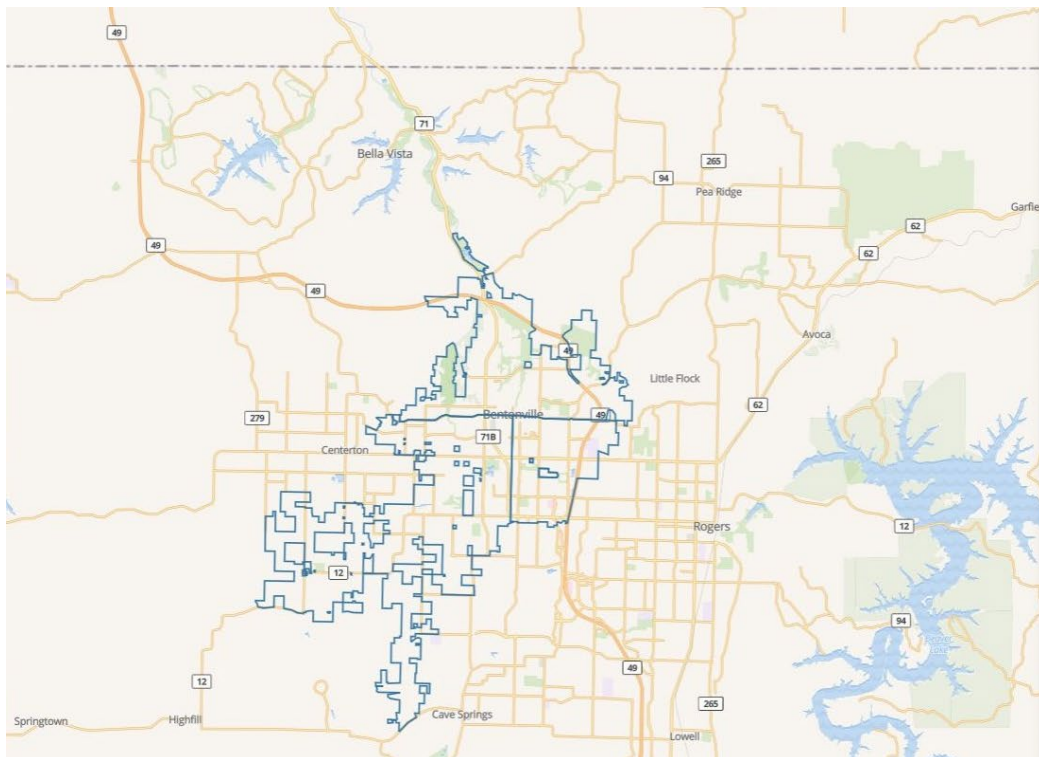 49
71
Bella Vista
265
94
Pea Ridge
Garfie
62
49
62
49
Avoca
49
Little Flock
62
279
Bentonville
49
71B
Centerton
Rogers
12
12
94
49
12
265
Springtown
Highfill
Cave Springs
Lowell